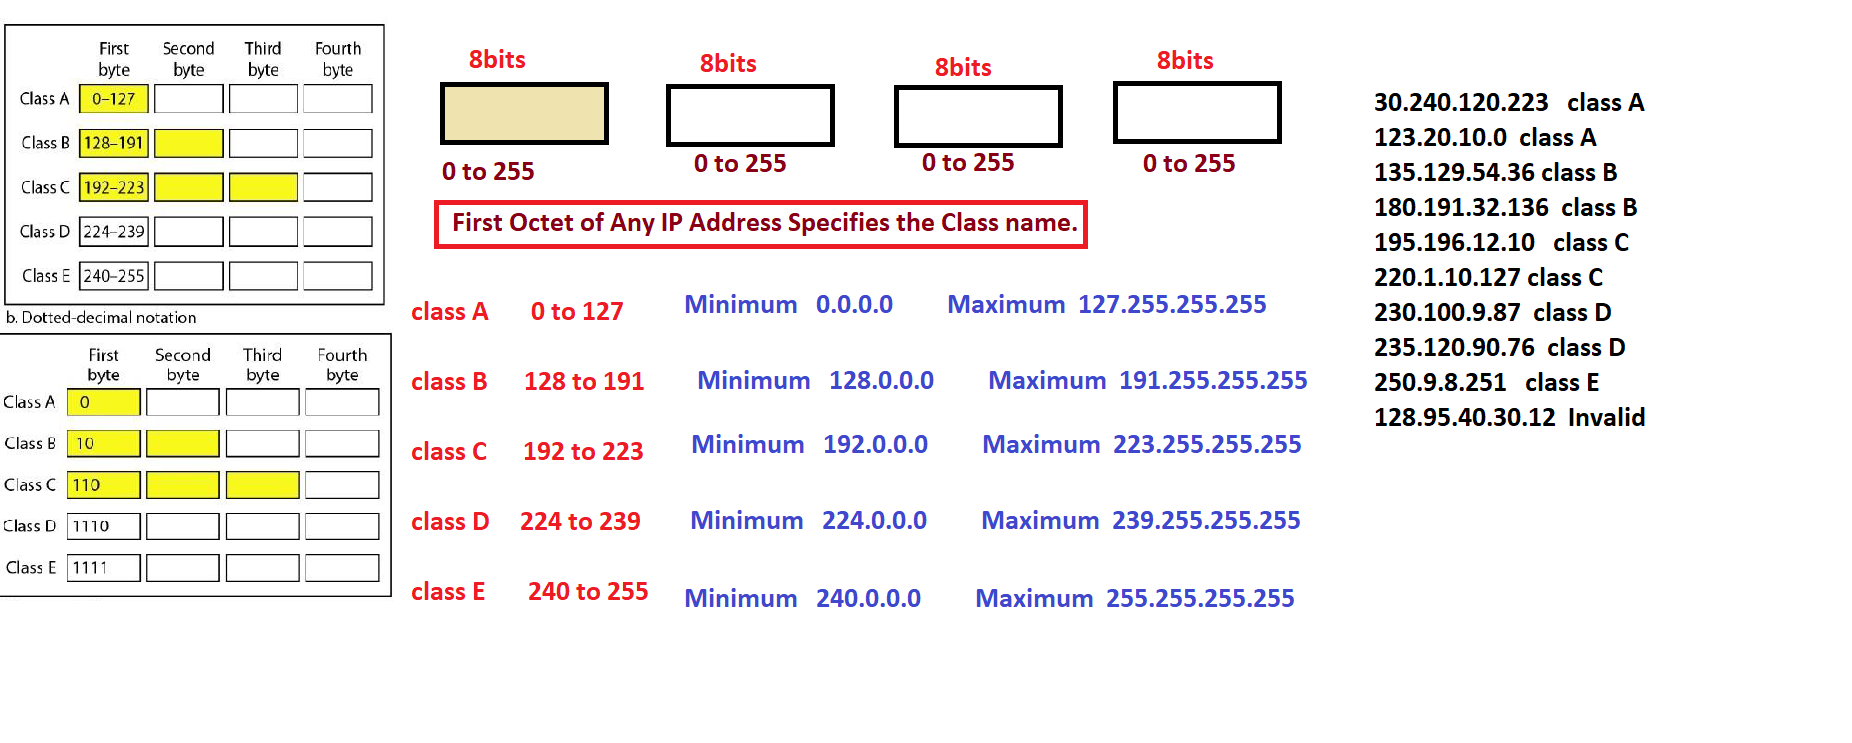 First Second Third Fourth
byte byte byte byte
Class A 0–127
Class B 128–191
Class C 192–223
Class D 224–239
Class E 240–255
b. Dotted-decimal notation
First Second Third Fourth
byte byte byte byte
Class A 0
Class B 10
Class C 110
Class D 1110
Class E 1111
8bits 8bits 8bits 8bits
0 to 255 0 to 255 0 to 255 0 to 255
First Octet of Any IP Address Specifies the Class name.
class A 0 to 127 Minimum 0.0.0.0 Maximum 127.255.255.255
class B 128 to 191 Minimum 128.0.0.0 Maximum 191.255.255.255
class C 192 to 223 Minimum 192.0.0.0 Maximum 223.255.255.255
class D 224 to 239 Minimum 224.0.0.0 Maximum 239.255.255.255
class E 240 to 255 Minimum 240.0.0.0 Maximum 255.255.255.255
30.240.120.223 class A
123.20.10.0 class A
135.129.54.36 class B
180.191.32.136 class B
195.196.12.10 class C
220.1.10.127 class C
230.100.9.87 class D
235.120.90.76 class D
250.9.8.251 class E
128.95.40.30.12 Invalid